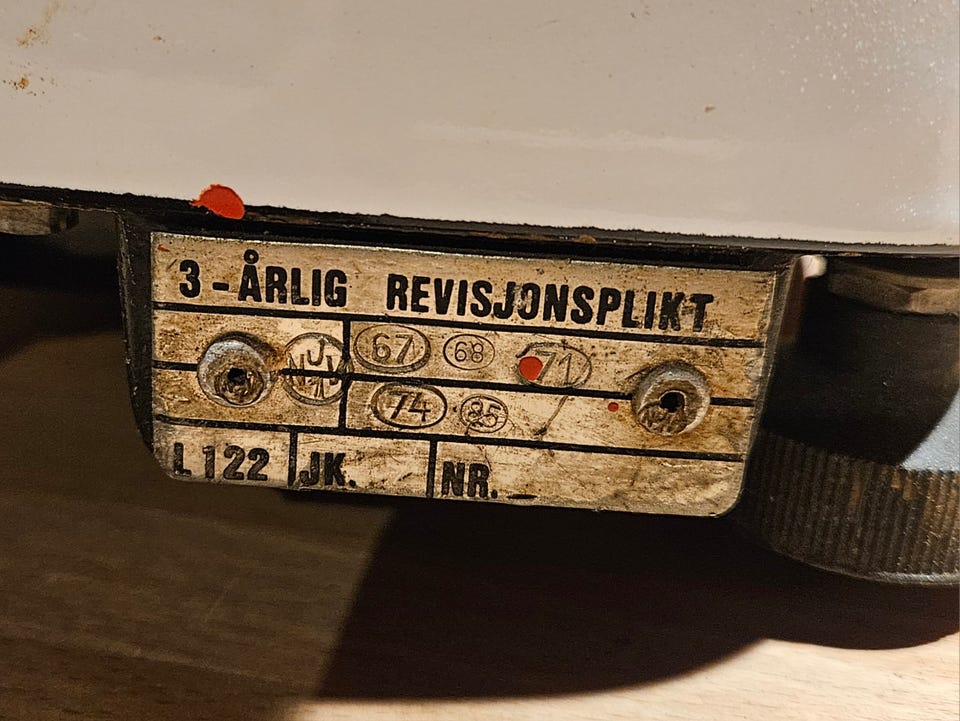 3-ÅRLIG REVISJONSPLIKT
67 68 71
74 85
L 122 JK. NR.